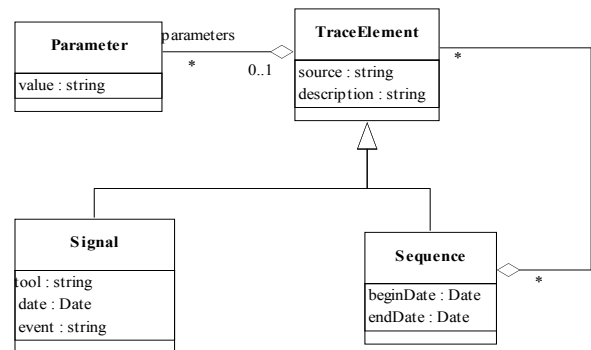 Parameter
value : string
parameters
*
0..1
TraceElement
source : string
description : string
*
Signal
tool : string
date : Date
event : string
Sequence
beginDate : Date
endDate : Date
*